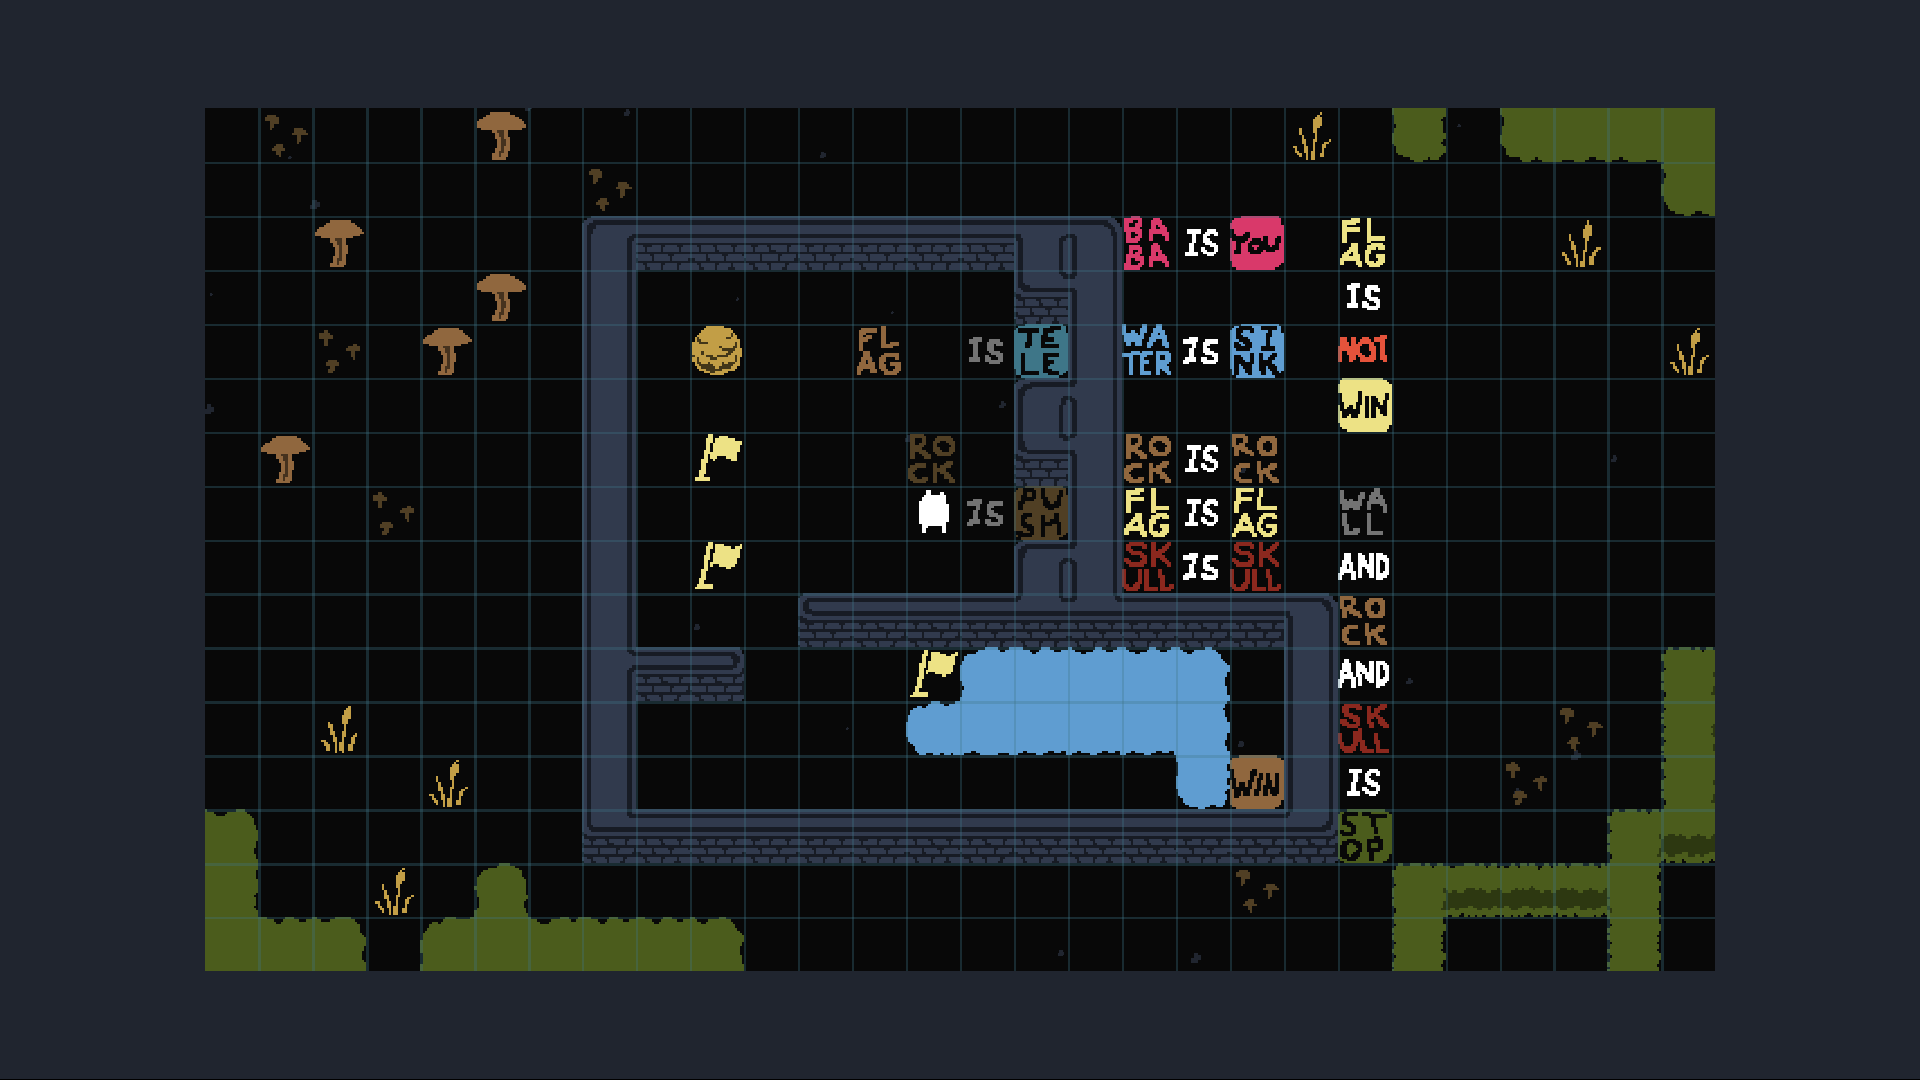 BABA IS YOU FLAG
IS
FLAG IS TELE WATER IS SINK NOT
WIN
ROCK ROCK IS ROCK
IS PUSH FLAG IS FLAG WALL
SKULL IS SKULL AND
ROCK
AND
SKULL
WIN IS
STOP